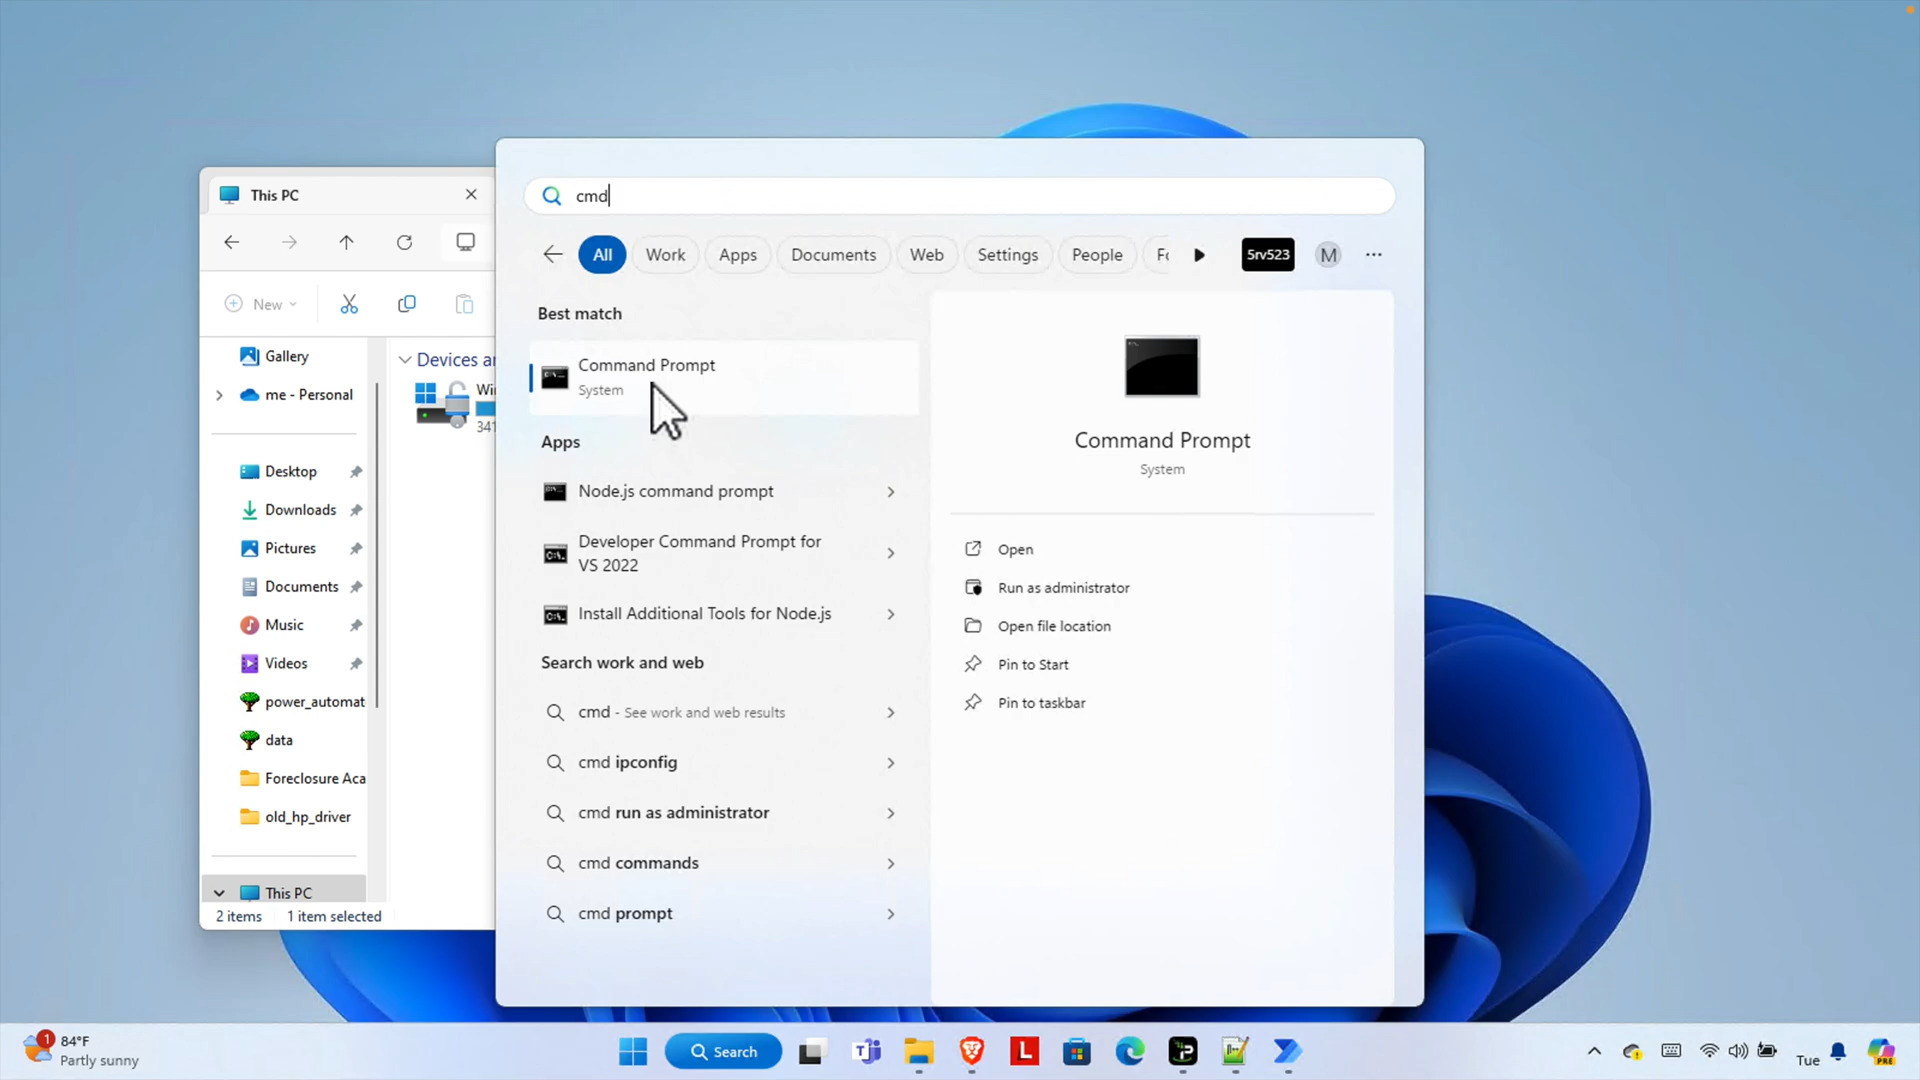 This PC
New
Gallery
me - Personal
Desktop
Downloads
Pictures
Documents
Music
Videos
power_automat
data
Foreclosure Aca
old_hp_driver
This PC
2 items
1 item selected
Devices ar
Wi
341
cmd
All
Work
Apps
Documents
Web
Settings
People
Fo
5rv523
M
Best match
Command Prompt
System
Apps
Node.js command prompt
Developer Command Prompt for
VS 2022
Install Additional Tools for Node.js
Search work and web
cmd - See work and web results
cmd ipconfig
cmd run as administrator
cmd commands
cmd prompt
Command Prompt
System
Open
Run as administrator
Open file location
Pin to Start
Pin to taskbar
1
84°F
Partly sunny
Search
L
Tue
PRE